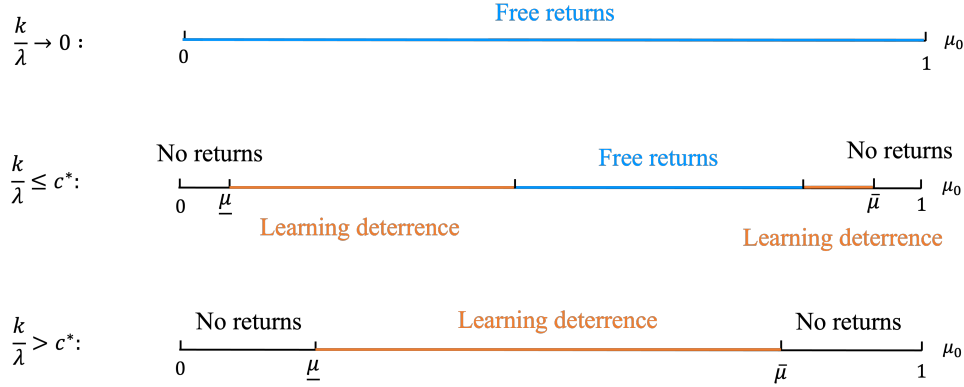 Free returns
k/λ → 0 :
0 1 μ₀
No returns Free returns No returns
k/λ ≤ c*:
0 μ̲ μ̄ 1 μ₀
Learning deterrence Learning deterrence
No returns Learning deterrence No returns
k/λ > c*:
0 μ̲ μ̄ 1 μ₀